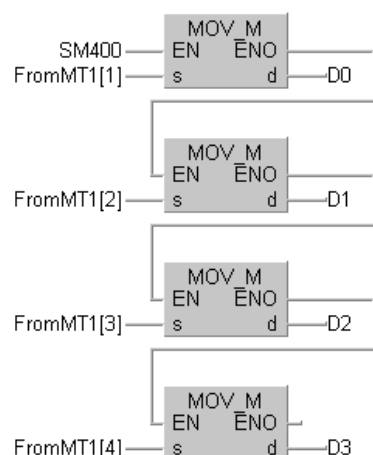 MOV_M
SM400 EN ENO
FromMT1[1] s d D0
MOV_M
EN ENO
FromMT1[2] s d D1
MOV_M
EN ENO
FromMT1[3] s d D2
MOV_M
EN ENO
FromMT1[4] s d D3